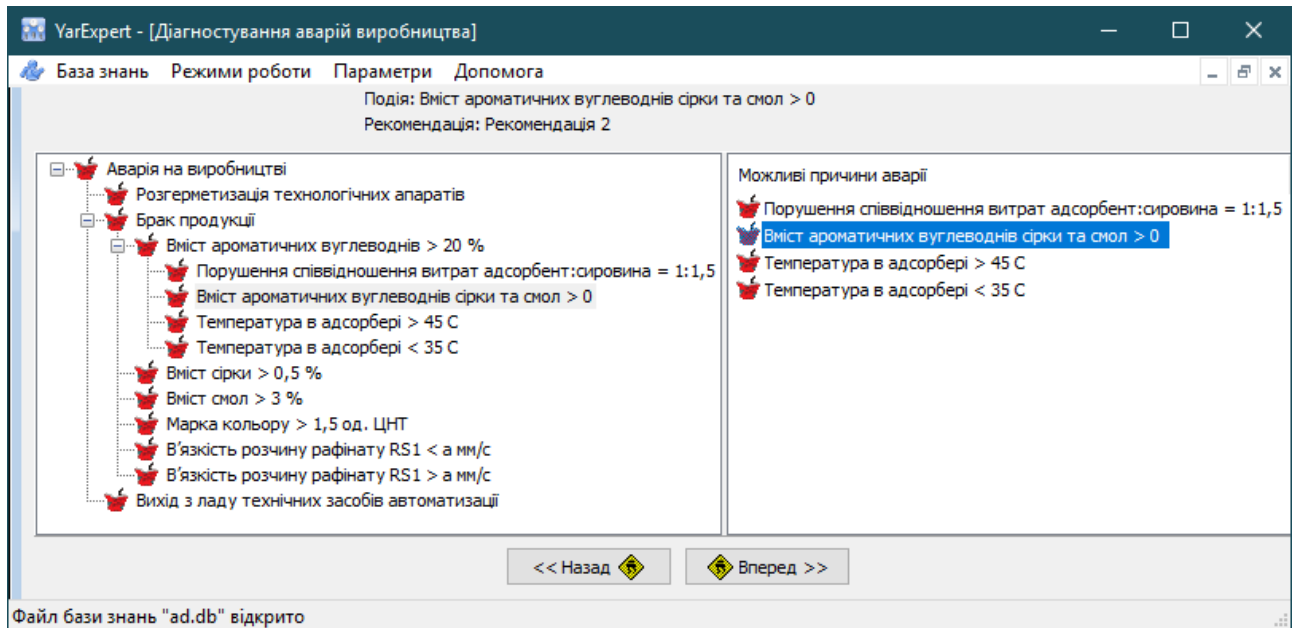 YarExpert - [Діагностування аварій виробництва]
База знань Режими роботи Параметри Допомога
Подія: Вміст ароматичних вуглеводнів сірки та смол > 0
Рекомендація: Рекомендація 2
Аварія на виробництві
Розгерметизація технологічних апаратів
Брак продукції
Вміст ароматичних вуглеводнів > 20 %
Порушення співвідношення витрат адсорбент:сировина = 1:1,5
Вміст ароматичних вуглеводнів сірки та смол > 0
Температура в адсорбері > 45 С
Температура в адсорбері < 35 С
Вміст сірки > 0,5 %
Вміст смол > 3 %
Марка кольору > 1,5 од. ЦНТ
В'язкість розчину рафінату RS1 < а мм/с
В'язкість розчину рафінату RS1 > а мм/с
Вихід з ладу технічних засобів автоматизації
Можливі причини аварії
Порушення співвідношення витрат адсорбент:сировина = 1:1,5
Вміст ароматичних вуглеводнів сірки та смол > 0
Температура в адсорбері > 45 С
Температура в адсорбері < 35 С
<< Назад
Вперед >>
Файл бази знань "ad.db" відкрито